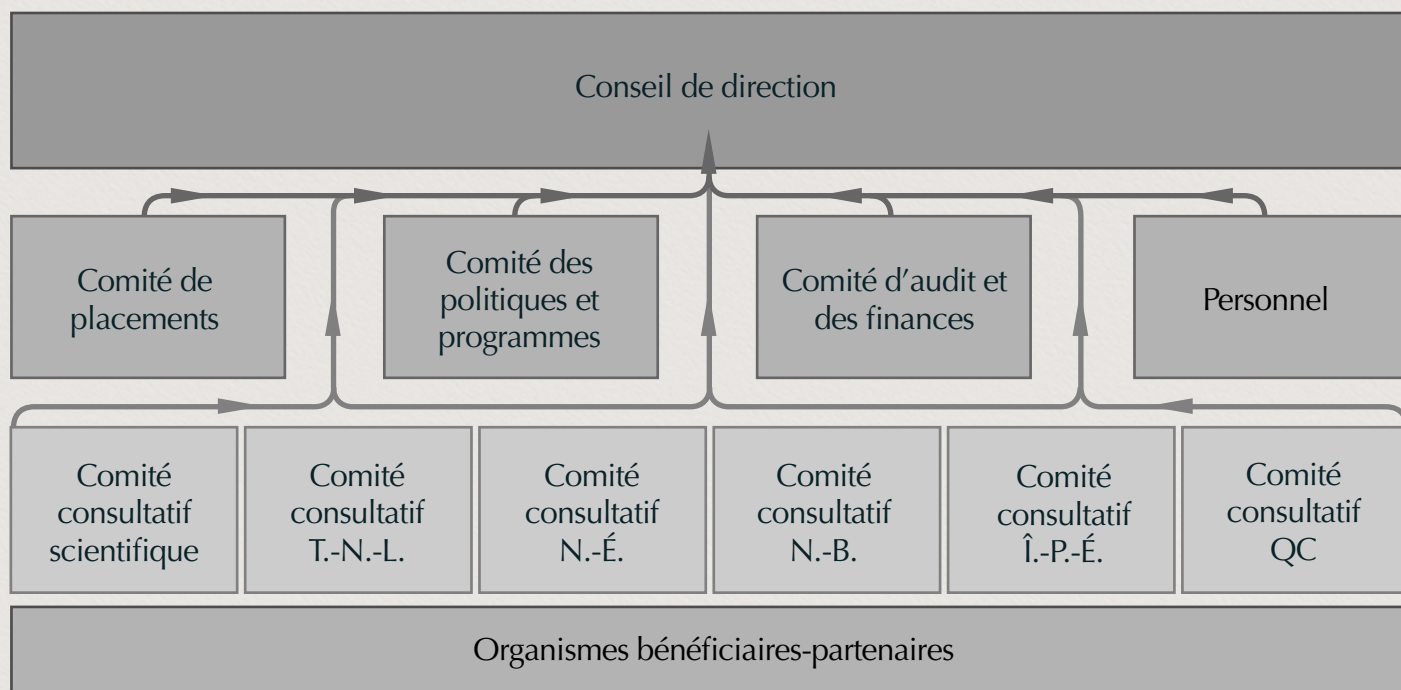 Conseil de direction
Comité de
placements
Comité des
politiques et
programmes
Comité d’audit et
des finances
Personnel
Comité
consultatif
scientifique
Comité
consultatif
T.-N.-L.
Comité
consultatif
N.-É.
Comité
consultatif
N.-B.
Comité
consultatif
Î.-P.-É.
Comité
consultatif
QC
Organismes bénéficiaires-partenaires